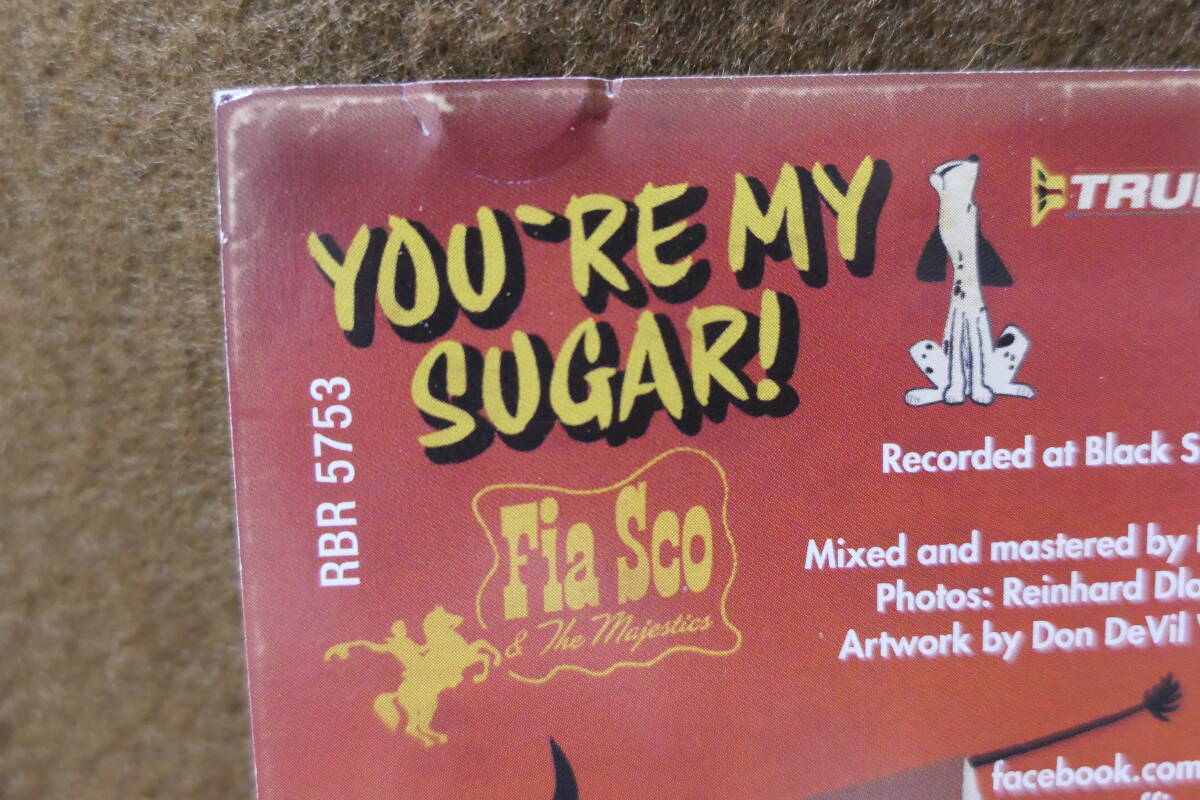 YOU'RE MY
SUGAR!
RBR 5753
Fia Sco
& The Majestics
Recorded at Black
Mixed and mastered by
Photos: Reinhard
Artwork by Don DeVil
facebook.com